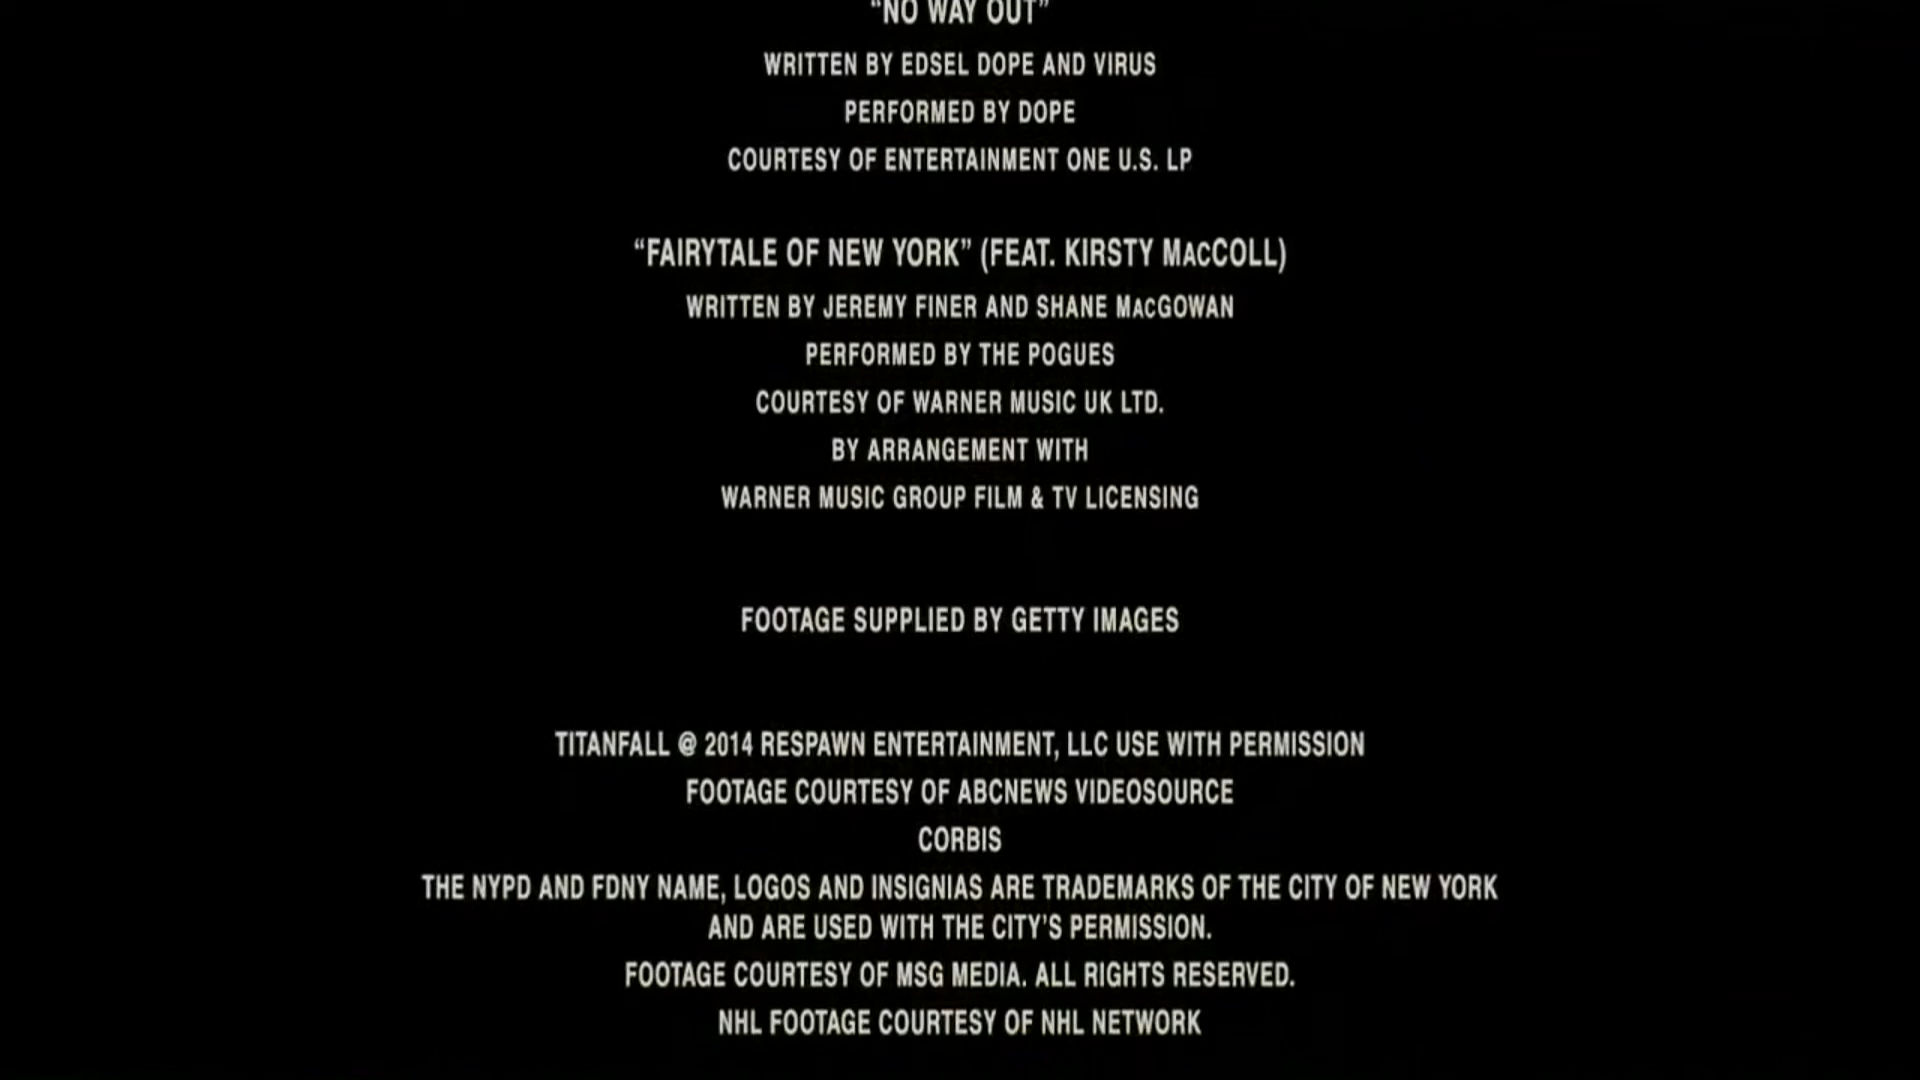 “NO WAY OUT”
WRITTEN BY EDSEL DOPE AND VIRUS
PERFORMED BY DOPE
COURTESY OF ENTERTAINMENT ONE U.S. LP
“FAIRYTALE OF NEW YORK” (FEAT. KIRSTY MACCOLL)
WRITTEN BY JEREMY FINER AND SHANE MACGOWAN
PERFORMED BY THE POGUES
COURTESY OF WARNER MUSIC UK LTD.
BY ARRANGEMENT WITH
WARNER MUSIC GROUP FILM & TV LICENSING
FOOTAGE SUPPLIED BY GETTY IMAGES
TITANFALL @ 2014 RESPAWN ENTERTAINMENT, LLC USE WITH PERMISSION
FOOTAGE COURTESY OF ABCNEWS VIDEOSOURCE
CORBIS
THE NYPD AND FDNY NAME, LOGOS AND INSIGNIAS ARE TRADEMARKS OF THE CITY OF NEW YORK
AND ARE USED WITH THE CITY’S PERMISSION.
FOOTAGE COURTESY OF MSG MEDIA. ALL RIGHTS RESERVED.
NHL FOOTAGE COURTESY OF NHL NETWORK